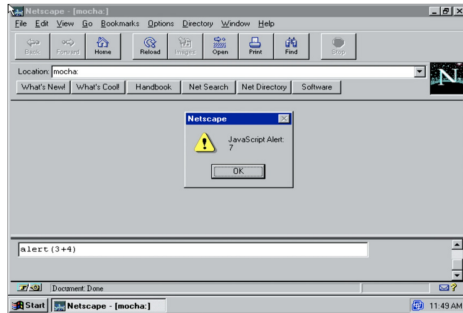 Netscape - [mocha:]
File Edit View Go Bookmarks Options Directory Window Help
Back Forward Home Reload Images Open Print Find Stop
Location: mocha:
N
What's New! What's Cool! Handbook Net Search Net Directory Software
Netscape
JavaScript Alert:
7
OK
alert(3+4)
Document: Done
Start Netscape - [mocha:] 11:49 AM